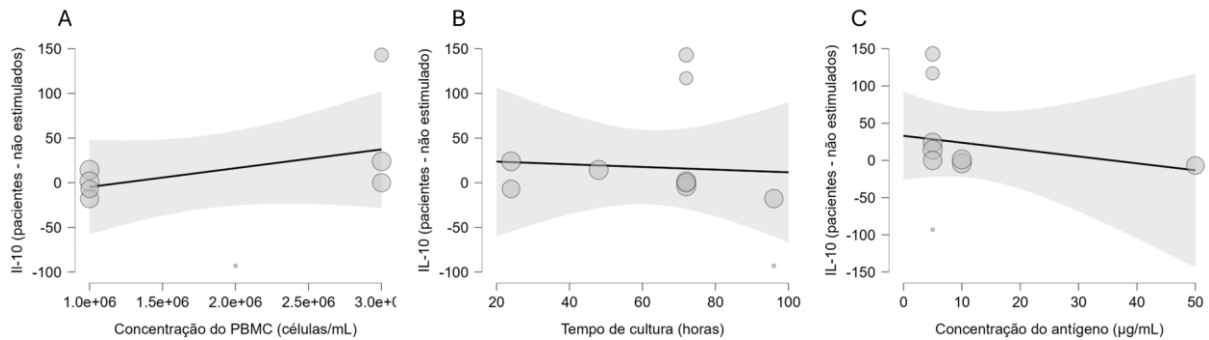 A
Il-10 (pacientes - não estimulados)
150
100
50
0
-50
-100
1.0e+06 1.5e+06 2.0e+06 2.5e+06 3.0e+0
Concentração do PBMC (células/mL)
B
IL-10 (pacientes - não estimulado)
150
100
50
0
-50
-100
20 40 60 80 100
Tempo de cultura (horas)
C
IL-10 (pacientes - não estimulados)
150
100
50
0
-50
-100
-150
0 10 20 30 40 50
Concentração do antígeno (µg/mL)